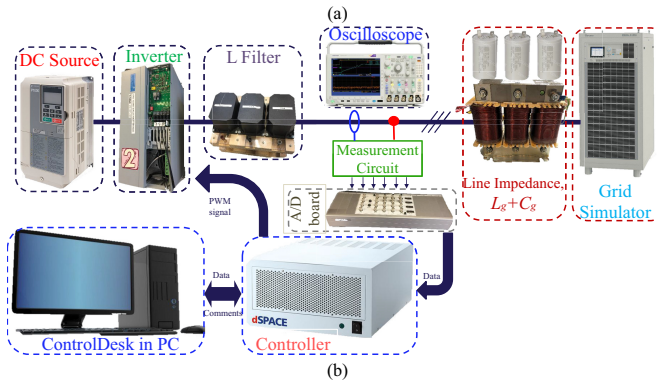 (a)
Oscilloscope
DC Source
Inverter
L Filter
2
Measurement
Circuit
Line Impedance,
Lg+Cg
Grid
Simulator
A/D
board
PWM
signal
Data
Data
Comments
dSPACE
ControlDesk in PC
Controller
(b)